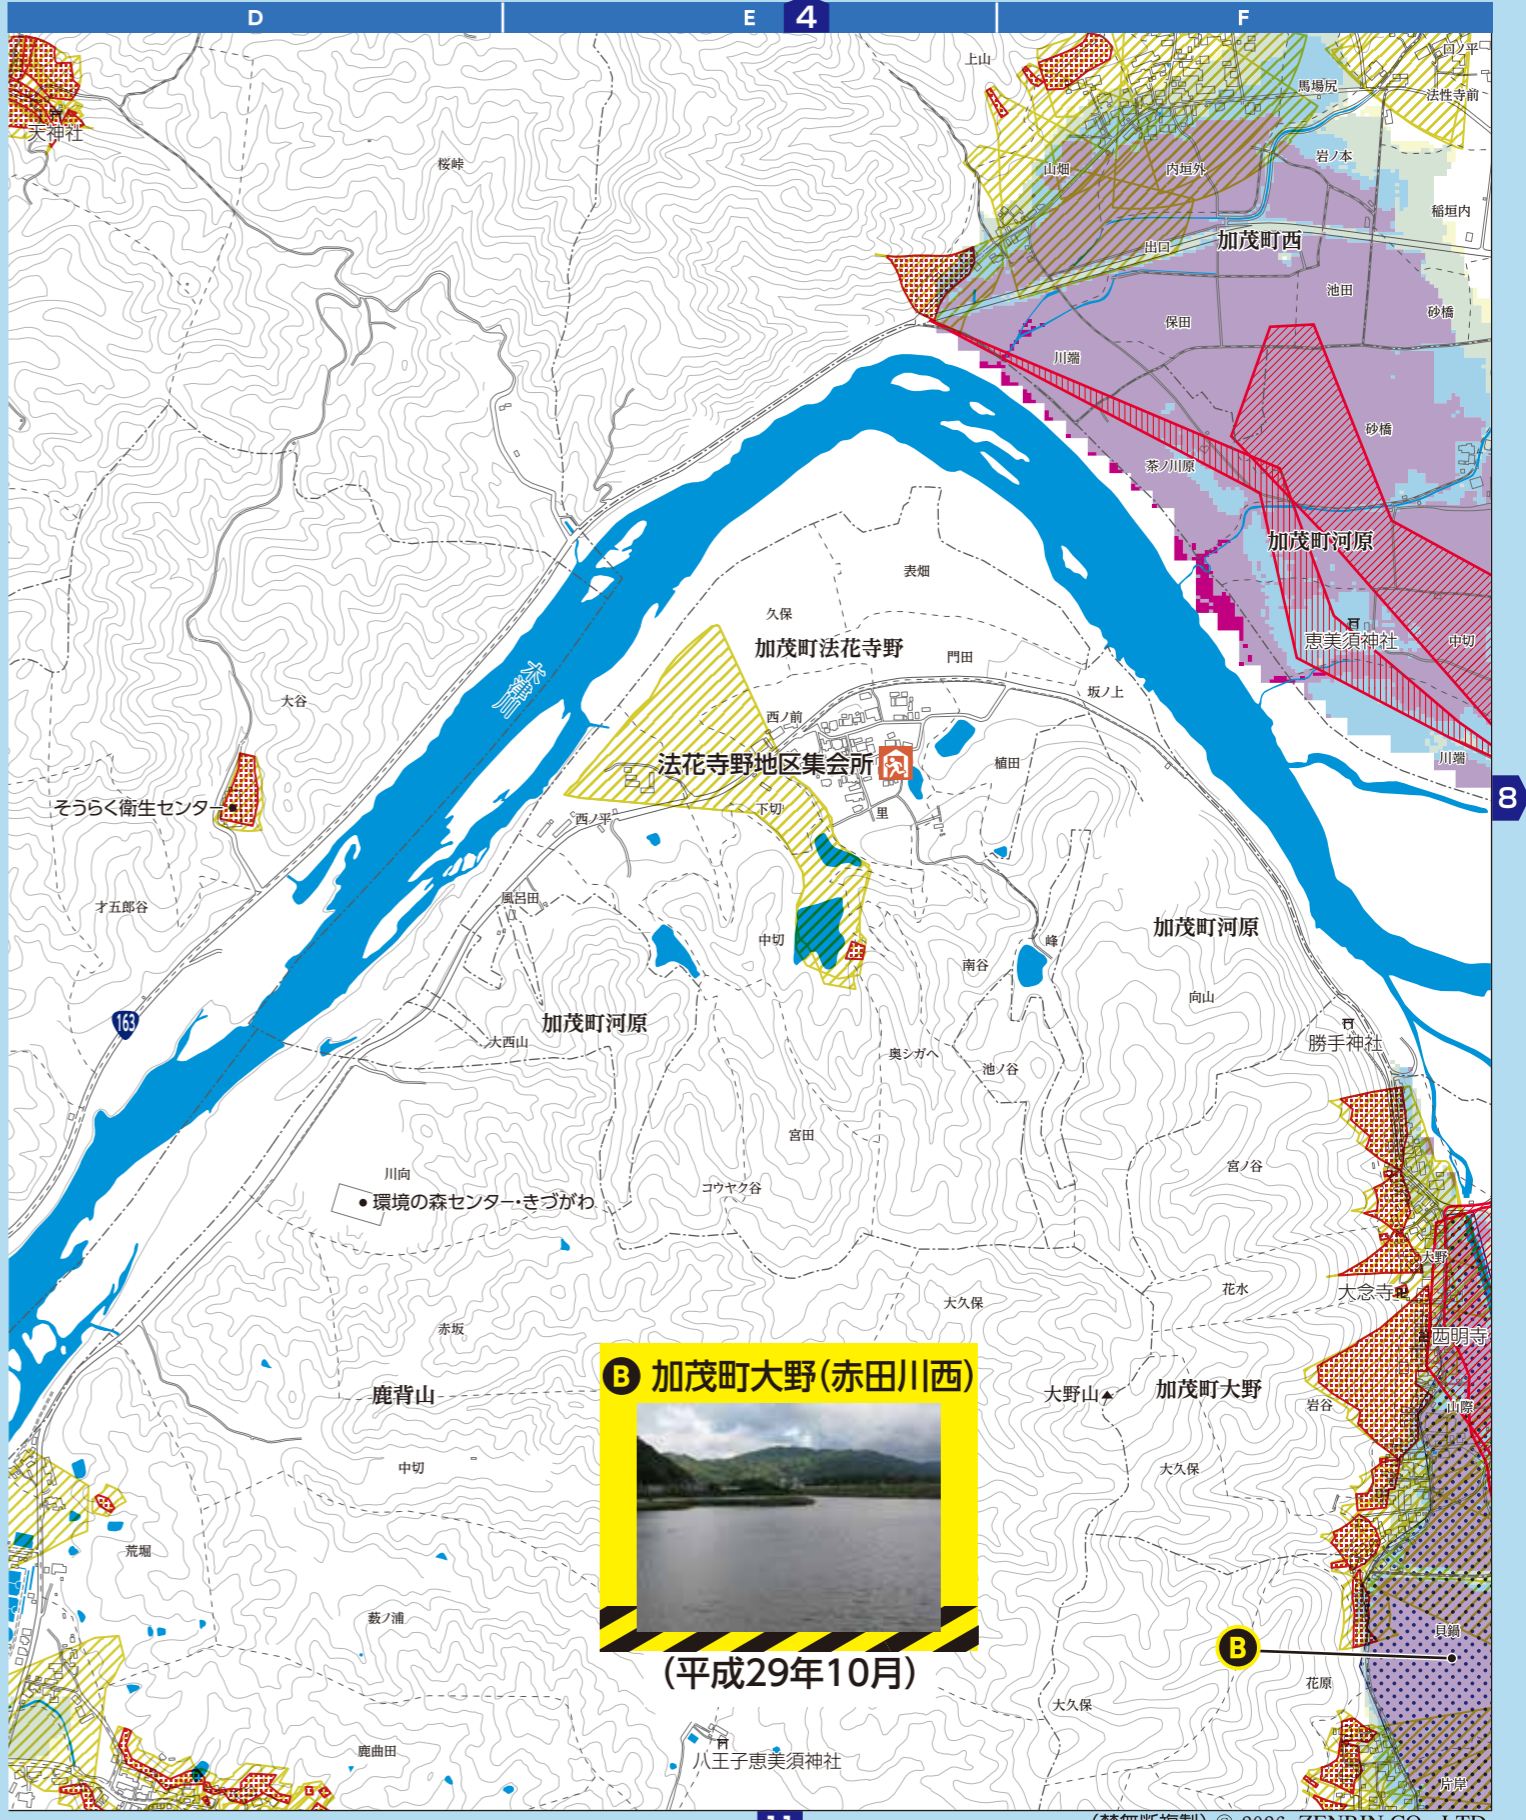 D
E
4
F
上山
口ノ平
馬場尻
法性寺前
天神社
桜峠
岩ノ本
山畑
内垣外
稲垣内
出口
加茂町西
池田
砂橋
保田
川端
砂橋
茶ノ川原
加茂町河原
表畑
久保
恵美須神社
中切
加茂町法花寺野
門田
木津川
坂ノ上
大谷
西ノ前
法花寺野地区集会所
植田
川端
8
そうらく衛生センター
下切
西ノ平
里
風呂田
才五郎谷
加茂町河原
中切
峰
南谷
向山
163
加茂町河原
勝手神社
大西山
奥シガヘ
池ノ谷
宮田
宮ノ谷
川向
コウヤク谷
環境の森センター・きづがわ
大野
花水
大念寺
大久保
赤坂
西明寺
B 加茂町大野(赤田川西)
鹿背山
大野山
加茂町大野
岩谷
山際
中切
大久保
荒堀
藪ノ浦
貝鍋
B
(平成29年10月)
花原
大久保
鹿曲田
八王子恵美須神社
片岸